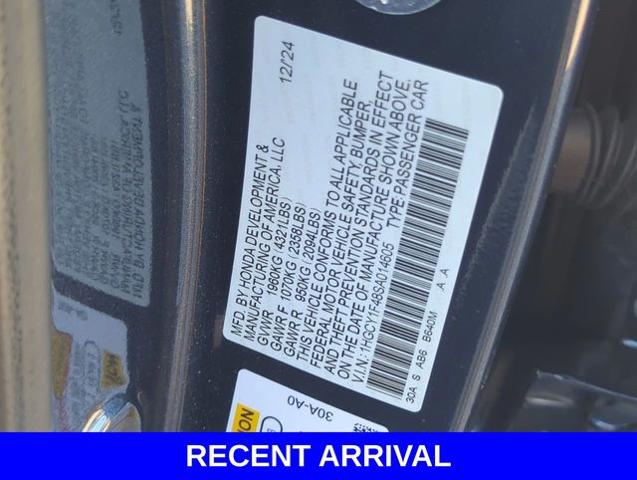 MFD. BY HONDA DEVELOPMENT &
MANUFACTURING OF AMERICA, LLC 12/24
GVWR 1960KG (4321LBS)
GAWR F 1070KG (2358LBS)
GAWR R 950KG (2094LBS)
THIS VEHICLE CONFORMS TO ALL APPLICABLE
FEDERAL MOTOR VEHICLE SAFETY, BUMPER,
AND THEFT PREVENTION STANDARDS IN EFFECT
ON THE DATE OF MANUFACTURE SHOWN ABOVE.
V.I.N.: 1HGCY1F48SA014605 TYPE:PASSENGER CAR
30A S AB6 B640M A A
30A-A0
RECENT ARRIVAL